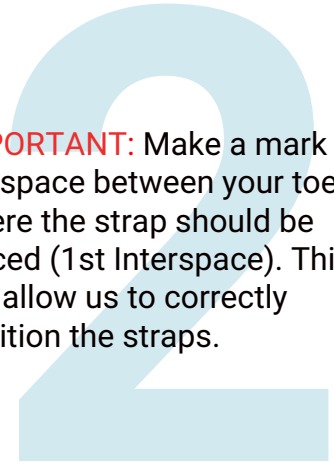 2
PORTANT: Make a mark
space between your toe
ere the strap should be
ced (1st Interspace). Thi
allow us to correctly
ition the straps.